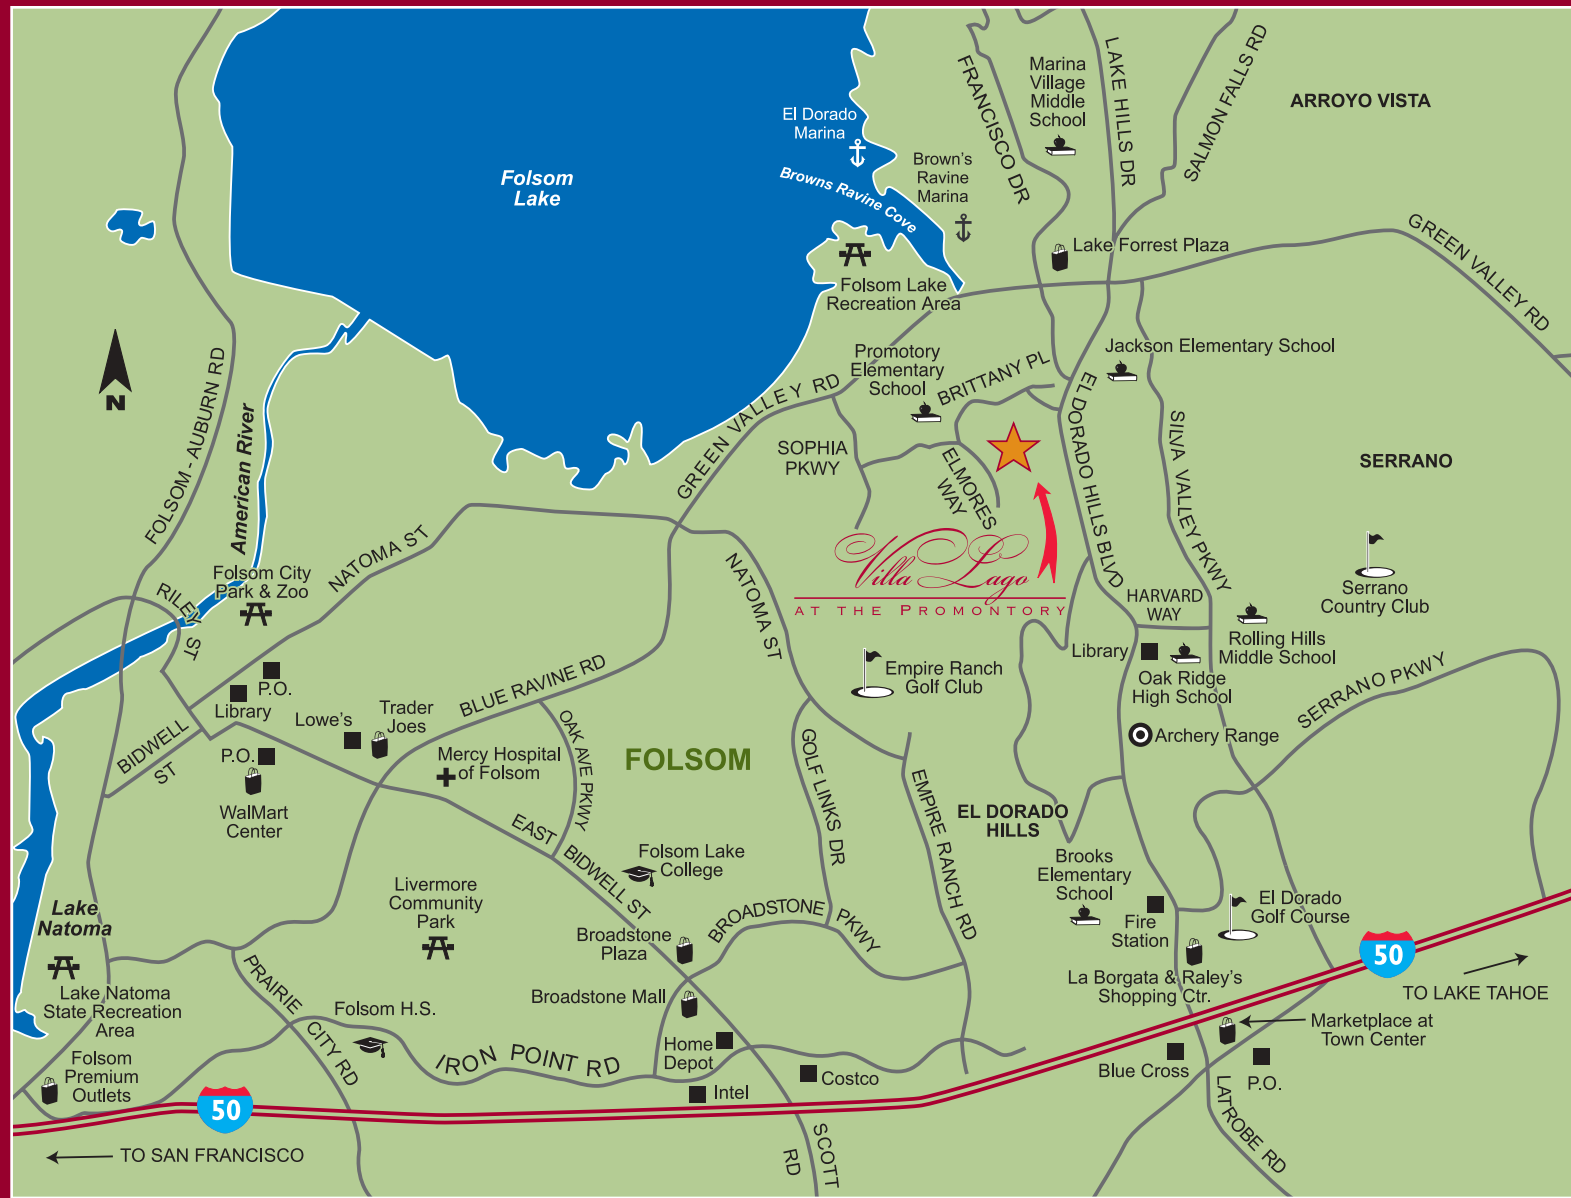 FRANCISCO DR
Marina
Village
Middle
School
LAKE HILLS DR
SALMON FALLS RD
ARROYO VISTA
El Dorado
Marina
Browns Ravine Cove
Brown's
Ravine
Marina
Folsom
Lake
Lake Forrest Plaza
GREEN VALLEY RD
Folsom Lake
Recreation Area
N
FOLSOM - AUBURN RD
American River
Promotory
Elementary
School
BRITTANY PL
Jackson Elementary School
GREEN VALLEY RD
SOPHIA
PKWY
ELMORES
WAY
EL DORADO HILLS BLVD
SILVA VALLEY PKWY
SERRANO
Villa Lago
AT THE PROMONTORY
NATOMA ST
NATOMA ST
Folsom City
Park & Zoo
RILEY ST
HARVARD
WAY
Serrano
Country Club
Library
Rolling Hills
Middle School
Oak Ridge
High School
Empire Ranch
Golf Club
SERRANO PKWY
P.O.
Library
BLUE RAVINE RD
Lowe's
Trader
Joes
OAK AVE PKWY
BIDWELL
ST
P.O.
WalMart
Center
Mercy Hospital
of Folsom
FOLSOM
GOLF LINKS DR
Archery Range
EMPIRE RANCH RD
EL DORADO
HILLS
EAST
BIDWELL ST
Folsom Lake
College
Brooks
Elementary
School
Livermore
Community
Park
Lake
Natoma
BROADSTONE
PKWY
Broadstone
Plaza
Fire
Station
El Dorado
Golf Course
50
TO LAKE TAHOE
La Borgata & Raley's
Shopping Ctr.
Lake Natoma
State Recreation
Area
PRAIRIE
CITY RD
Folsom H.S.
Broadstone Mall
Marketplace at
Town Center
IRON POINT RD
Home
Depot
Folsom
Premium
Outlets
Costco
Intel
Blue Cross
P.O.
50
LATROBE RD
TO SAN FRANCISCO
SCOTT
RD